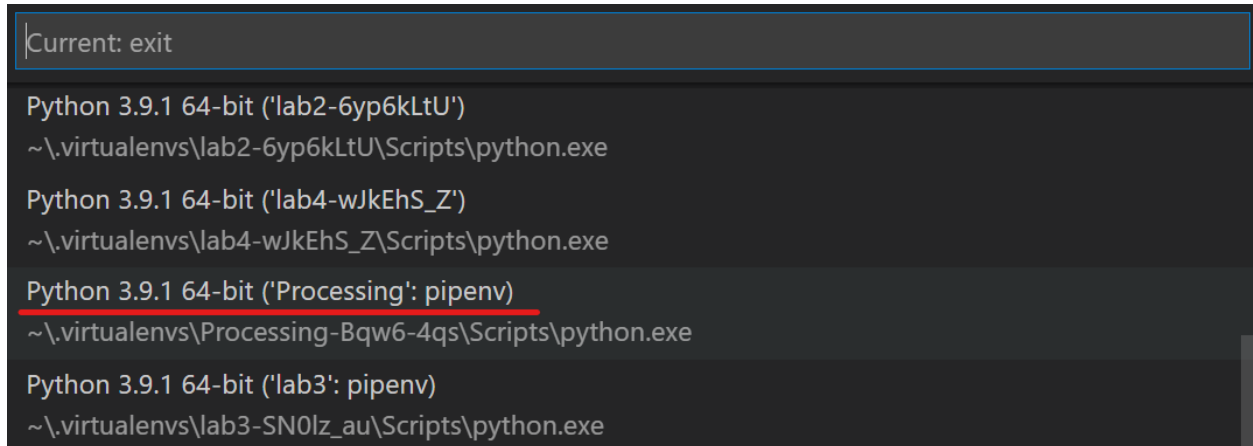 Current: exit
Python 3.9.1 64-bit ('lab2-6yp6kLtU')
~\.virtualenvs\lab2-6yp6kLtU\Scripts\python.exe
Python 3.9.1 64-bit ('lab4-wJkEhS_Z')
~\.virtualenvs\lab4-wJkEhS_Z\Scripts\python.exe
Python 3.9.1 64-bit ('Processing': pipenv)
~\.virtualenvs\Processing-Bqw6-4qs\Scripts\python.exe
Python 3.9.1 64-bit ('lab3': pipenv)
~\.virtualenvs\lab3-SN0lz_au\Scripts\python.exe